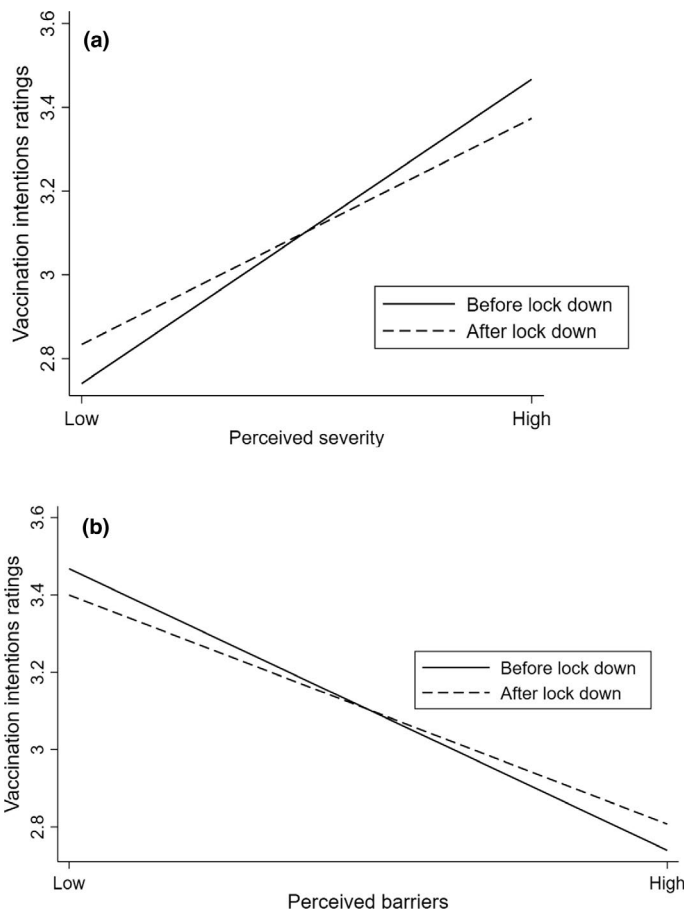 (a)
Vaccination intentions ratings
3.6
3.4
3.2
3
2.8
Before lock down
After lock down
Low
High
Perceived severity
(b)
Vaccination intentions ratings
3.6
3.4
3.2
3
2.8
Before lock down
After lock down
Low
High
Perceived barriers